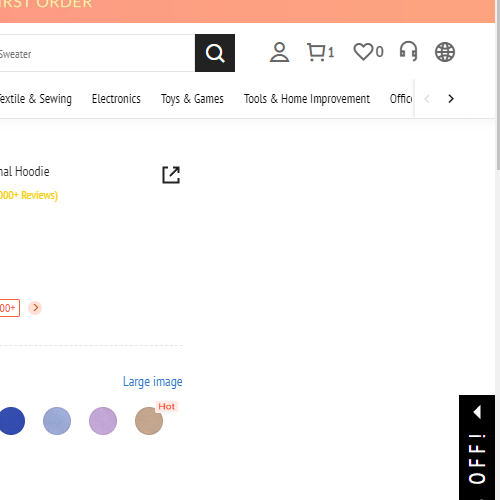 FIRST ORDER
Sweater
1
0
Textile & Sewing
Electronics
Toys & Games
Tools & Home Improvement
Offic
nal Hoodie
000+ Reviews)
00+
Large image
Hot
OFF!